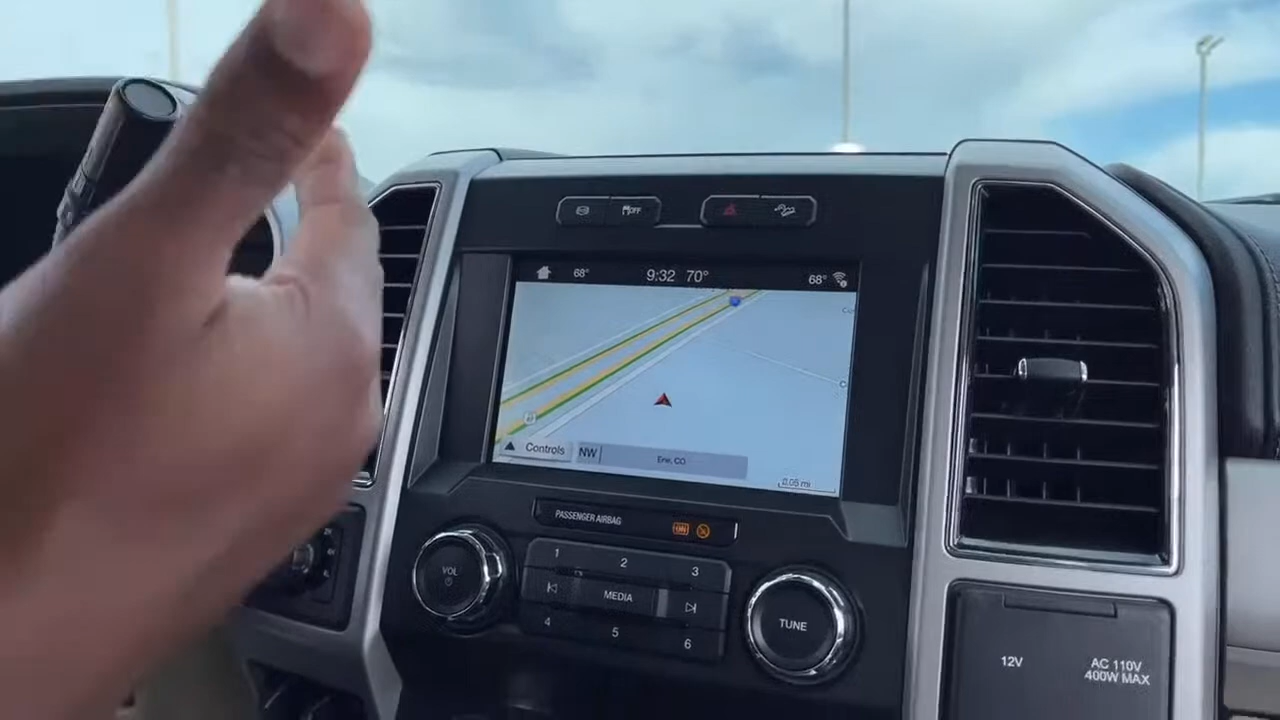 OFF
68° 9:32 70° 68°
Controls NW Erie, CO
0.05 mi
PASSENGER AIRBAG
VOL
1 2 3
MEDIA
4 5 6
TUNE
12V
AC 110V
400W MAX